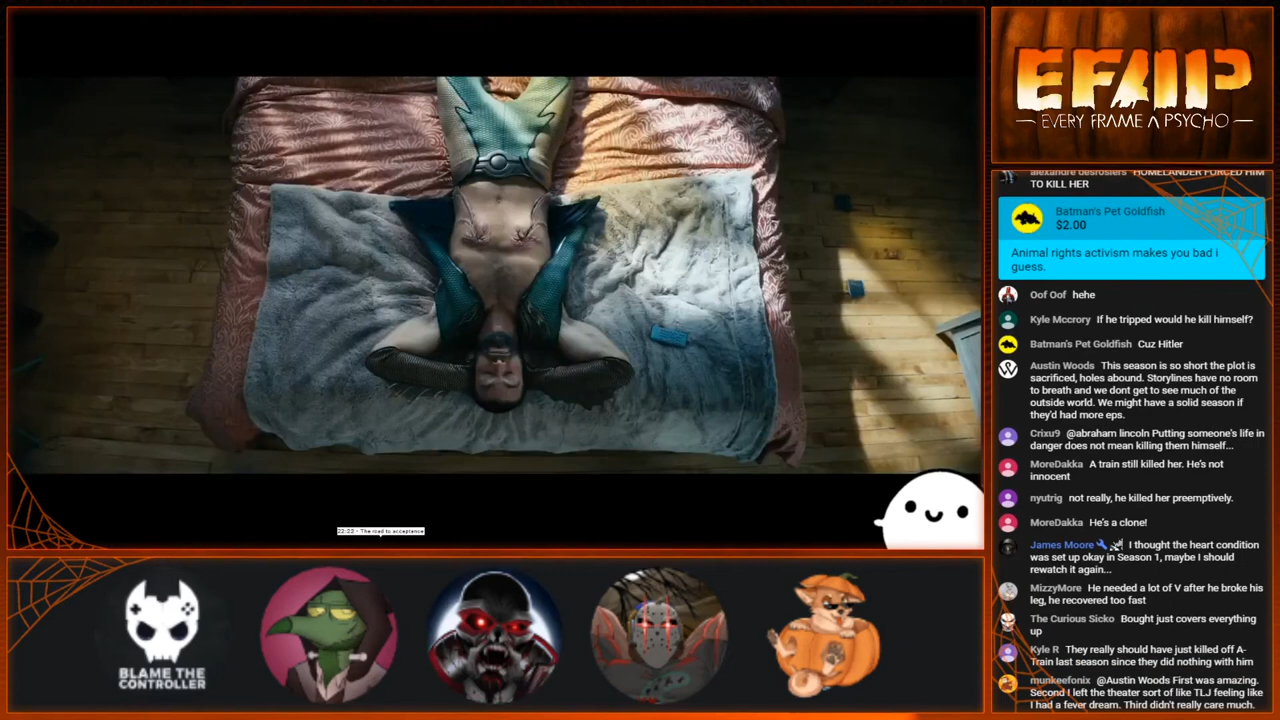 EFAP
EVERY FRAME A PSYCHO
alexandre desrosiers HOMELANDER FORCED HIM
TO KILL HER
Batman's Pet Goldfish
$2.00
Animal rights activism makes you bad i
guess.
Oof Oof hehe
Kyle Mccrory If he tripped would he kill himself?
Batman's Pet Goldfish Cuz Hitler
Austin Woods This season is so short the plot is
sacrificed, holes abound. Storylines have no room
to breath and we dont get to see much of the
outside world. We might have a solid season if
they'd had more eps.
Crixu9 @abraham lincoln Putting someone's life in
danger does not mean killing them himself...
MoreDakka A train still killed her. He's not
innocent
nyutrig not really, he killed her preemptively.
MoreDakka He's a clone!
James Moore I thought the heart condition
was set up okay in Season 1, maybe I should
rewatch it again...
MizzyMore He needed a lot of V after he broke his
leg, he recovered too fast
The Curious Sicko Bought just covers everything
up
Kyle R They really should have just killed off A-
Train last season since they did nothing with him
munkeefonix @Austin Woods First was amazing.
Second I left the theater sort of like TLJ feeling like
I had a fever dream. Third didn't really care much.
22:23 - The road to acceptance
BLAME THE
CONTROLLER